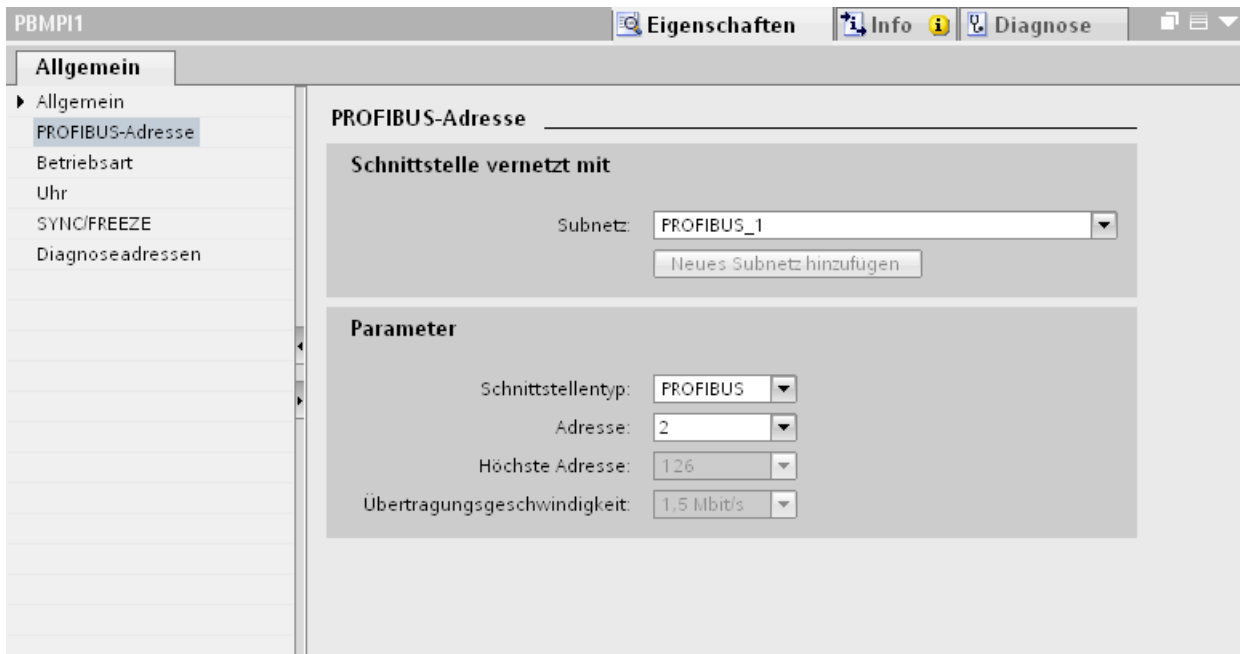 PBMPI1
Eigenschaften
Info
Diagnose
Allgemein
Allgemein
PROFIBUS-Adresse
Betriebsart
Uhr
SYNC/FREEZE
Diagnoseadressen
PROFIBUS-Adresse
Schnittstelle vernetzt mit
Subnetz: PROFIBUS_1
Neues Subnetz hinzufügen
Parameter
Schnittstellentyp: PROFIBUS
Adresse: 2
Höchste Adresse: 126
Übertragungsgeschwindigkeit: 1,5 Mbit/s